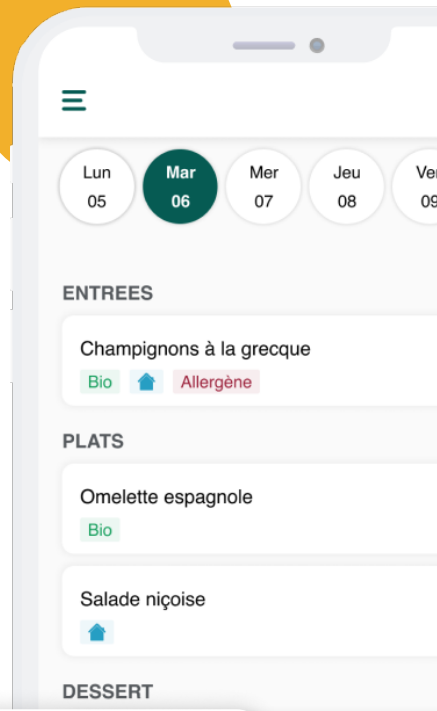 Lun Mar Mer Jeu
05 06 07 08
ENTREES
Champignons à la grecque
Bio Allergène
PLATS
Omelette espagnole
Bio
Salade niçoise
DESSERT